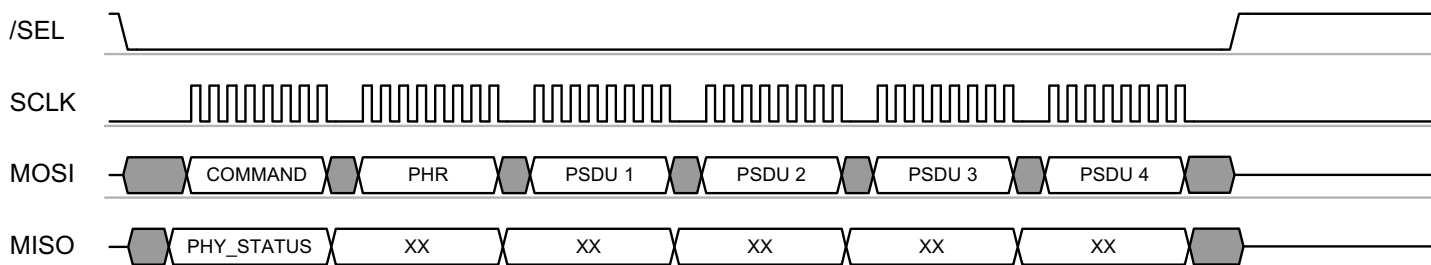 /SEL
SCLK
MOSI COMMAND PHR PSDU 1 PSDU 2 PSDU 3 PSDU 4
MISO PHY_STATUS XX XX XX XX XX